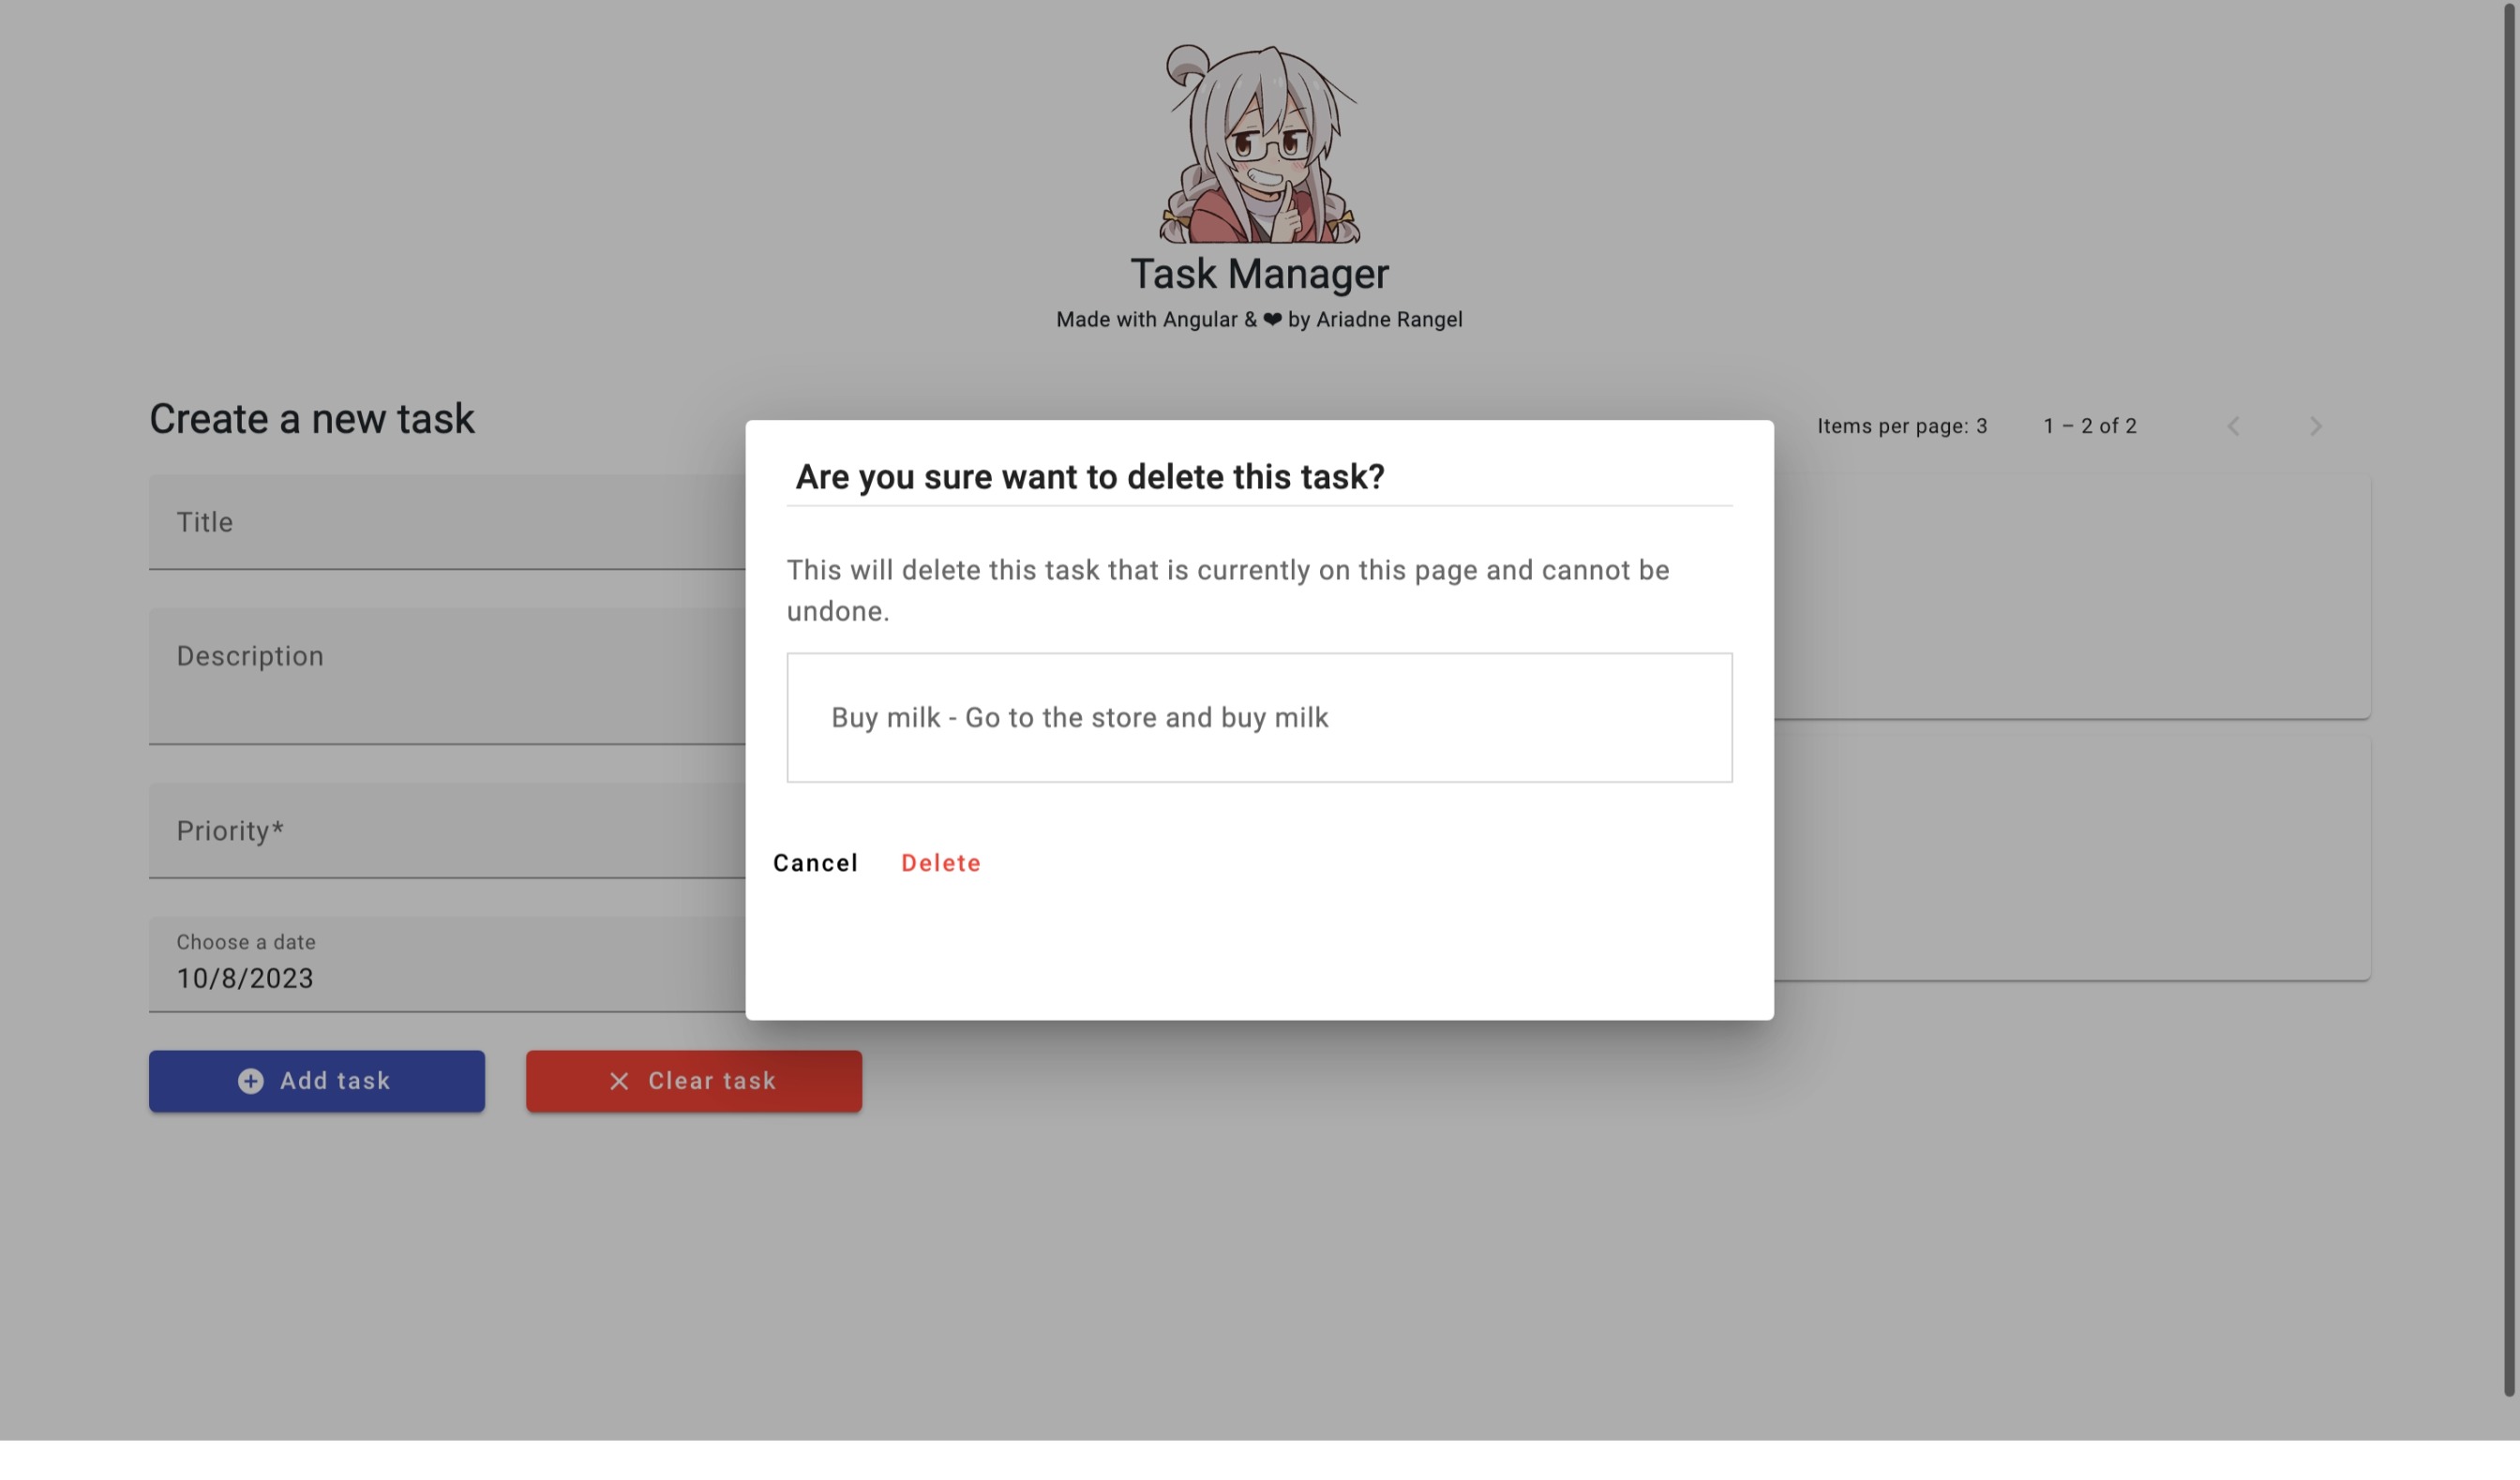 Task Manager
Made with Angular & ❤ by Ariadne Rangel
Create a new task
Items per page: 3
1 – 2 of 2
Title
Description
Priority*
Choose a date
10/8/2023
Add task
Clear task
Are you sure want to delete this task?
This will delete this task that is currently on this page and cannot be
undone.
Buy milk - Go to the store and buy milk
Cancel
Delete